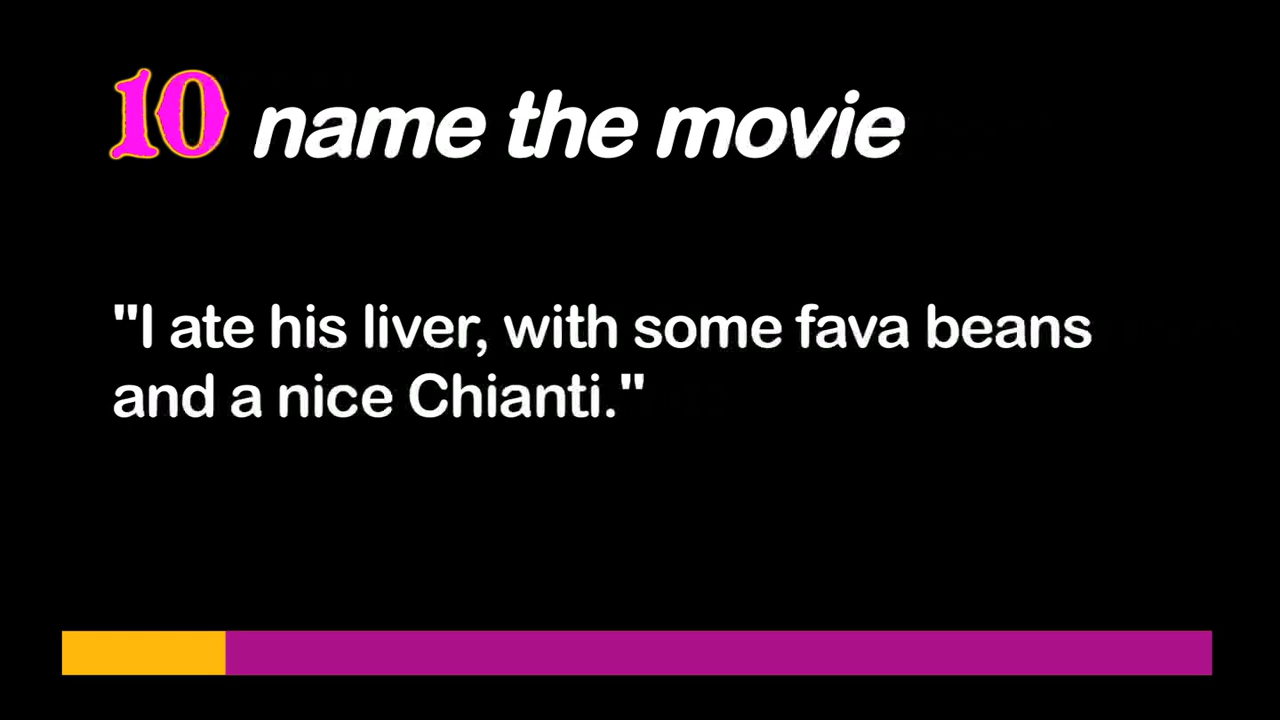 10 name the movie
"I ate his liver, with some fava beans
and a nice Chianti."